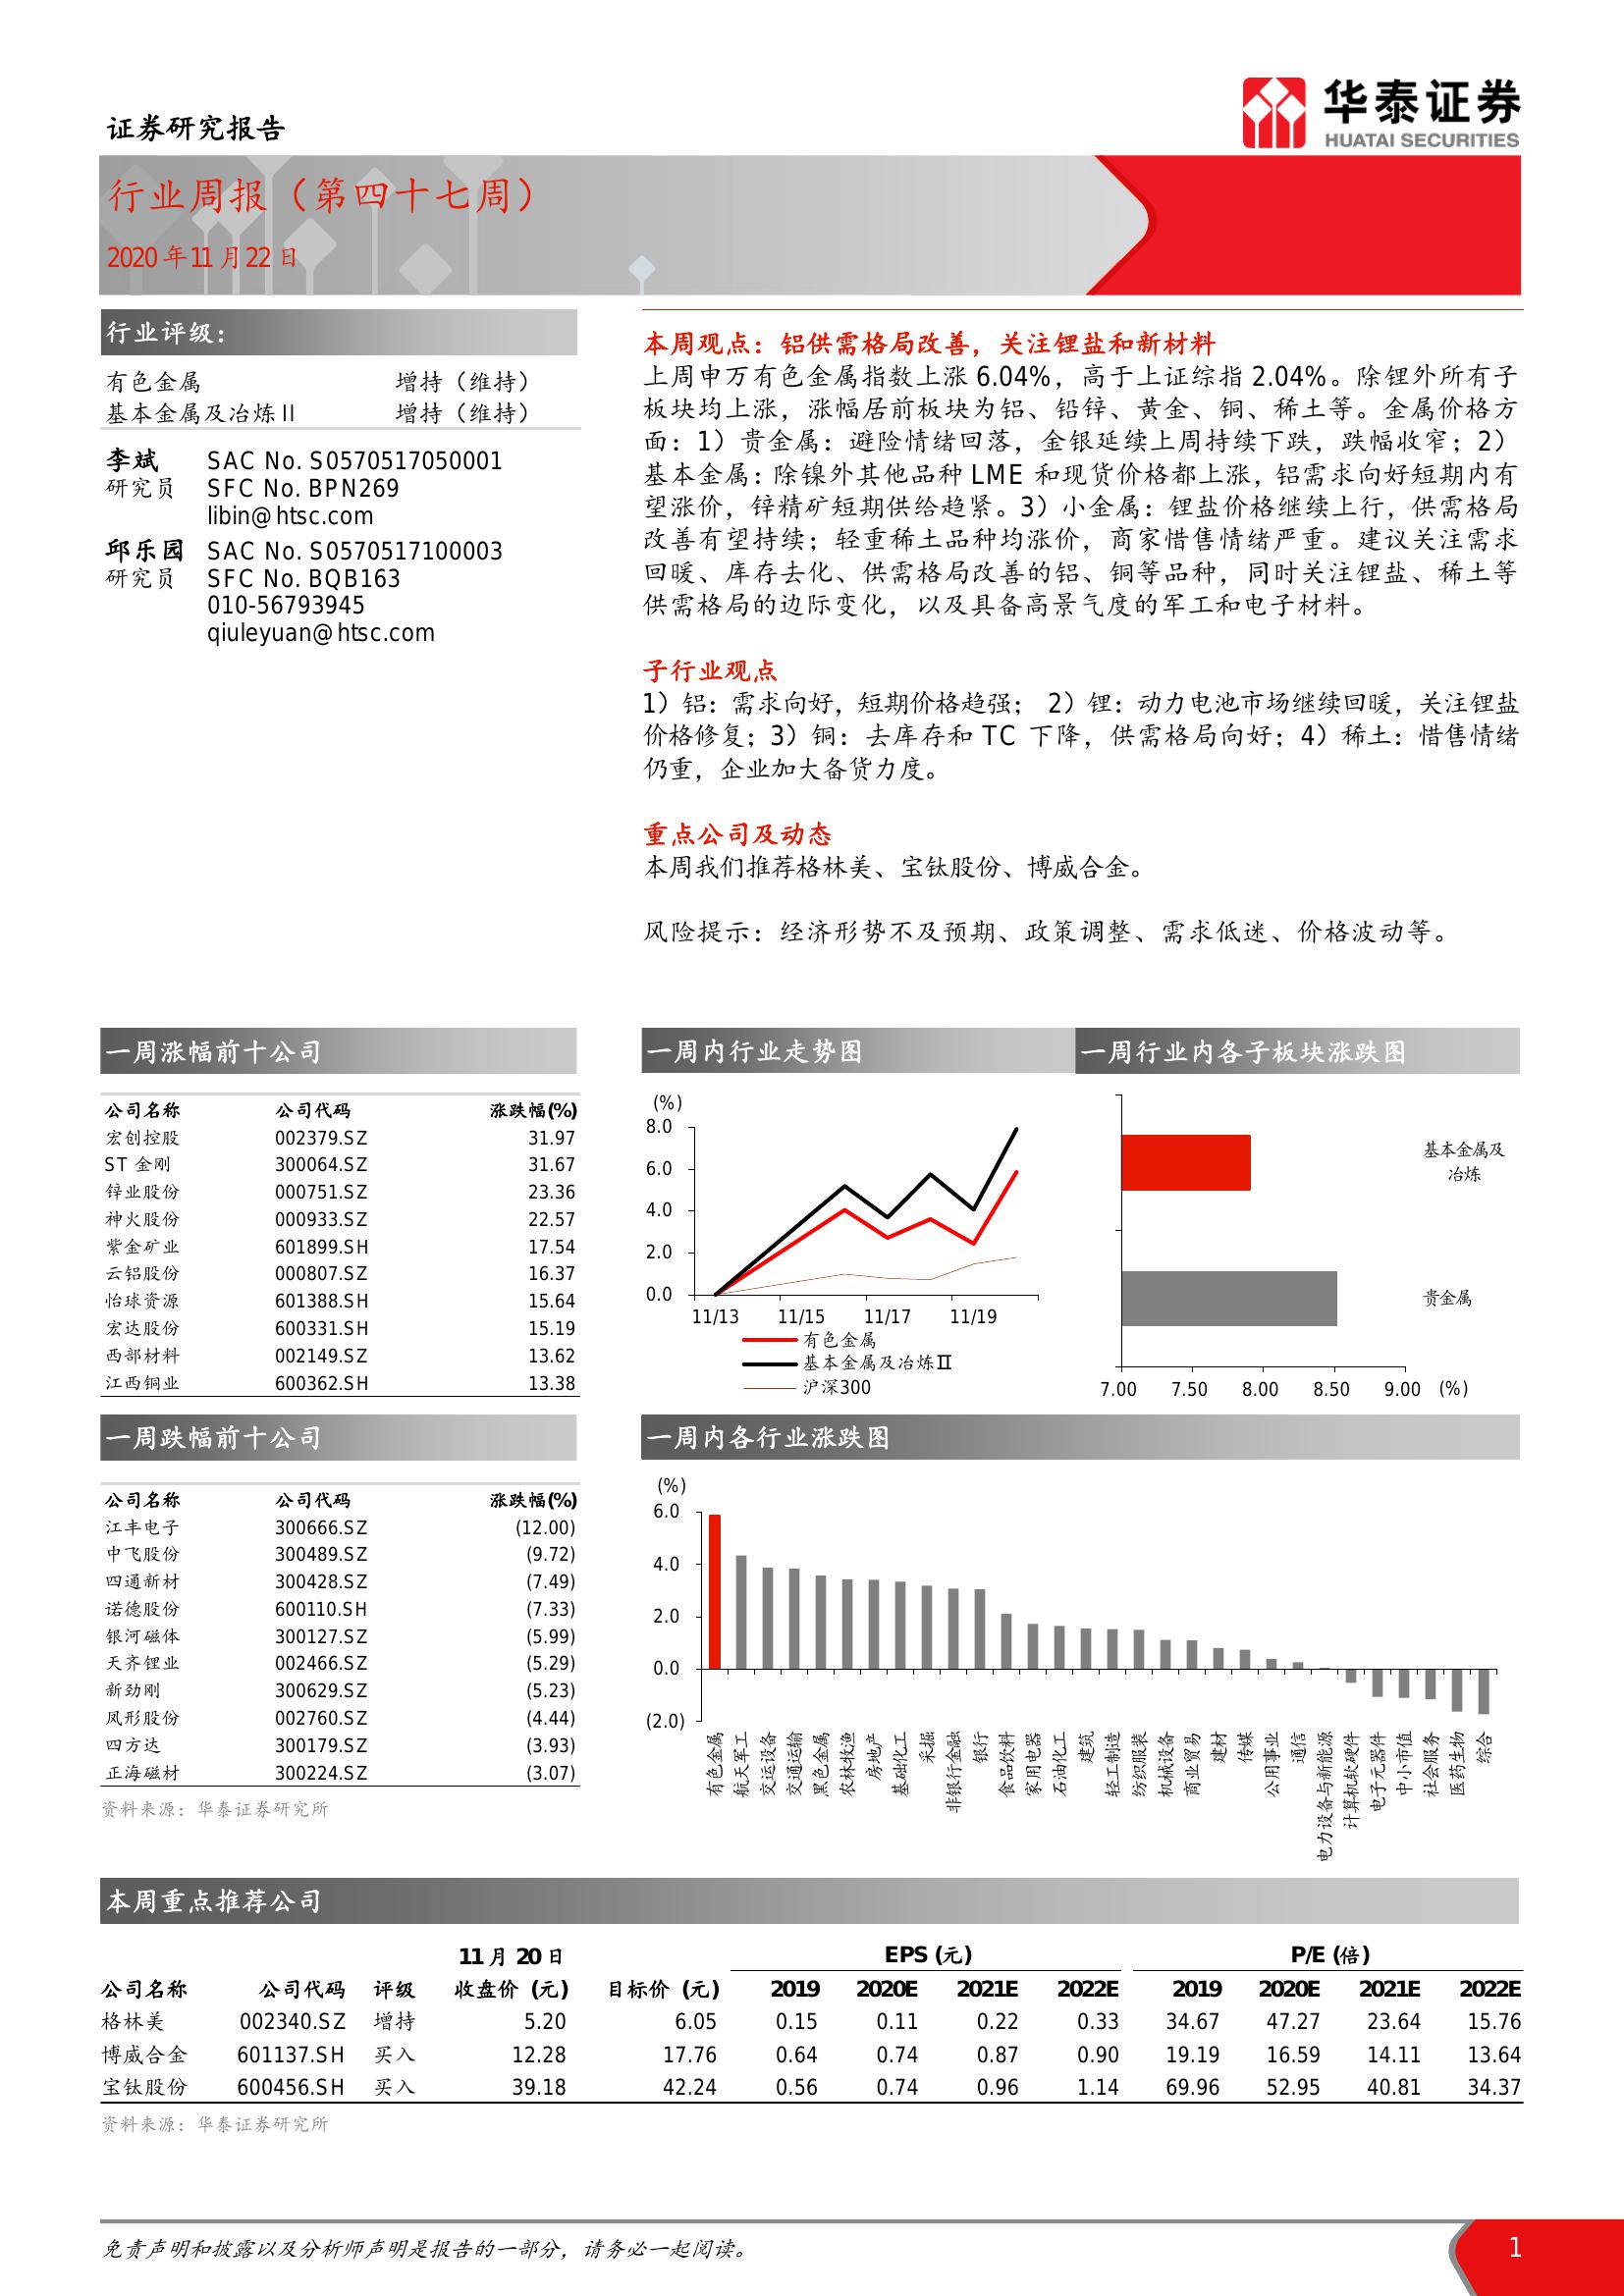 证券研究报告
华泰证券
HUATAI SECURITIES
行业周报（第四十七周）
2020年11月22日
行业评级：
有色金属 增持（维持）
基本金属及冶炼II 增持（维持）
李斌 SAC No. S0570517050001
研究员 SFC No. BPN269
libin@htsc.com
邱乐园 SAC No. S0570517100003
研究员 SFC No. BQB163
010-56793945
qiuleyuan@htsc.com
本周观点：铝供需格局改善，关注锂盐和新材料
上周申万有色金属指数上涨 6.04%，高于上证综指 2.04%。除锂外所有子
板块均上涨，涨幅居前板块为铝、铅锌、黄金、铜、稀土等。金属价格方
面：1）贵金属：避险情绪回落，金银延续上周持续下跌，跌幅收窄；2）
基本金属：除镍外其他品种 LME 和现货价格都上涨，铝需求向好短期内有
望涨价，锌精矿短期供给趋紧。3）小金属：锂盐价格继续上行，供需格局
改善有望持续；轻重稀土品种均涨价，商家惜售情绪严重。建议关注需求
回暖、库存去化、供需格局改善的铝、铜等品种，同时关注锂盐、稀土等
供需格局的边际变化，以及具备高景气度的军工和电子材料。
子行业观点
1）铝：需求向好，短期价格趋强； 2）锂：动力电池市场继续回暖，关注锂盐
价格修复；3）铜：去库存和 TC 下降，供需格局向好；4）稀土：惜售情绪
仍重，企业加大备货力度。
重点公司及动态
本周我们推荐格林美、宝钛股份、博威合金。
风险提示：经济形势不及预期、政策调整、需求低迷、价格波动等。
一周涨幅前十公司
公司名称 公司代码 涨跌幅(%)
宏创控股 002379.SZ 31.97
ST 金刚 300064.SZ 31.67
锌业股份 000751.SZ 23.36
神火股份 000933.SZ 22.57
紫金矿业 601899.SH 17.54
云铝股份 000807.SZ 16.37
怡球资源 601388.SH 15.64
宏达股份 600331.SH 15.19
西部材料 002149.SZ 13.62
江西铜业 600362.SH 13.38
一周内行业走势图
(%)
8.0
6.0
4.0
2.0
0.0
11/13 11/15 11/17 11/19
有色金属
基本金属及冶炼Ⅱ
沪深300
一周行业内各子板块涨跌图
基本金属及
冶炼
贵金属
7.00 7.50 8.00 8.50 9.00 (%)
一周跌幅前十公司
公司名称 公司代码 涨跌幅(%)
江丰电子 300666.SZ (12.00)
中飞股份 300489.SZ (9.72)
四通新材 300428.SZ (7.49)
诺德股份 600110.SH (7.33)
银河磁体 300127.SZ (5.99)
天齐锂业 002466.SZ (5.29)
新劲刚 300629.SZ (5.23)
凤形股份 002760.SZ (4.44)
四方达 300179.SZ (3.93)
正海磁材 300224.SZ (3.07)
资料来源：华泰证券研究所
一周内各行业涨跌图
(%)
6.0
4.0
2.0
0.0
(2.0)
有色金属
航天军工
交运设备
交通运输
黑色金属
农林牧渔
房地产
基础化工
采掘
非银行金融
银行
食品饮料
家用电器
石油化工
建筑
轻工制造
纺织服装
机械设备
商业贸易
建材
传媒
公用事业
通信
电力设备与新能源
计算机软硬件
电子元器件
中小市值
社会服务
医药生物
综合
本周重点推荐公司
11月20日 EPS (元) P/E (倍)
公司名称 公司代码 评级 收盘价 (元) 目标价 (元) 2019 2020E 2021E 2022E 2019 2020E 2021E 2022E
格林美 002340.SZ 增持 5.20 6.05 0.15 0.11 0.22 0.33 34.67 47.27 23.64 15.76
博威合金 601137.SH 买入 12.28 17.76 0.64 0.74 0.87 0.90 19.19 16.59 14.11 13.64
宝钛股份 600456.SH 买入 39.18 42.24 0.56 0.74 0.96 1.14 69.96 52.95 40.81 34.37
资料来源：华泰证券研究所
免责声明和披露以及分析师声明是报告的一部分，请务必一起阅读。
1